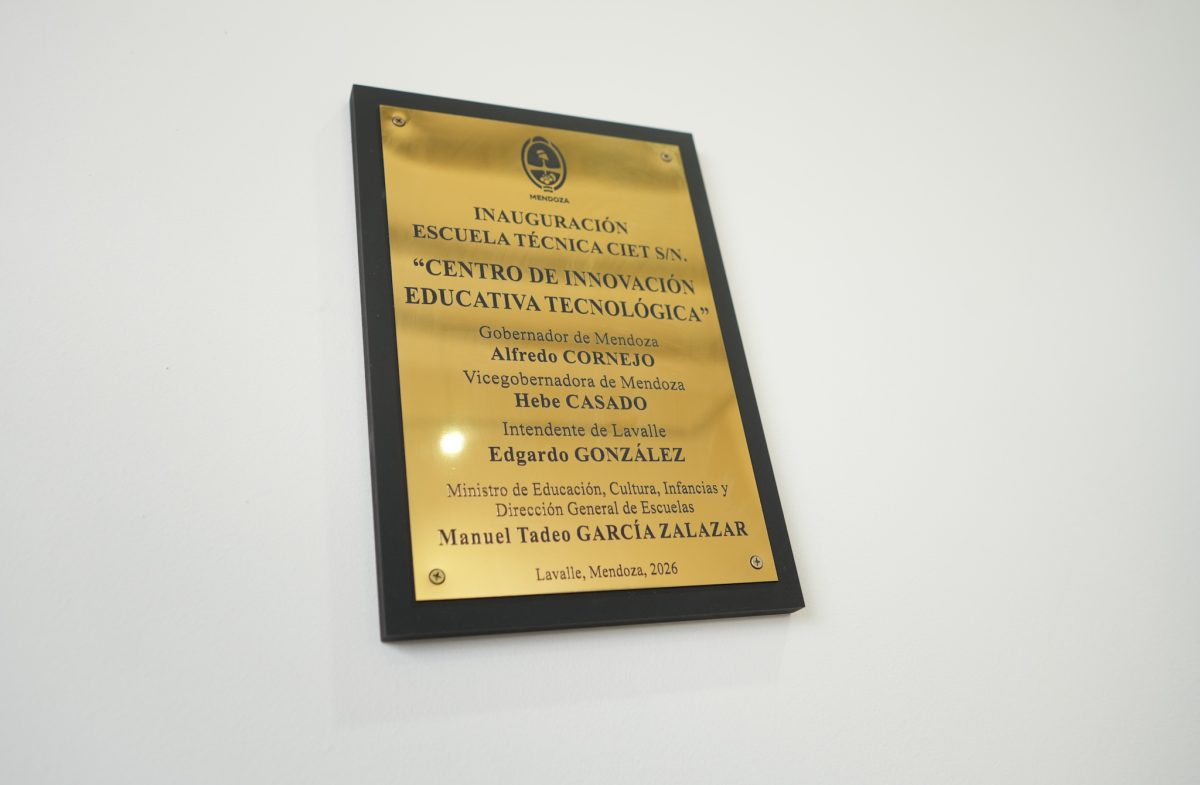 MENDOZA
INAUGURACIÓN
ESCUELA TÉCNICA CIET S/N.
“CENTRO DE INNOVACIÓN
EDUCATIVA TECNOLÓGICA”
Gobernador de Mendoza
Alfredo CORNEJO
Vicegobernadora de Mendoza
Hebe CASADO
Intendente de Lavalle
Edgardo GONZÁLEZ
Ministro de Educación, Cultura, Infancias y
Dirección General de Escuelas
Manuel Tadeo GARCÍA ZALAZAR
Lavalle, Mendoza, 2026